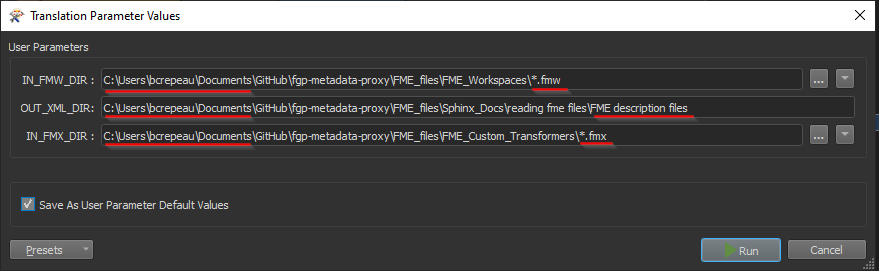 Translation Parameter Values
User Parameters
IN_FMW_DIR : C:\Users\bcrepeau\Documents\GitHub\fgp-metadata-proxy\FME_files\FME_Workspaces\*.fmw ...
OUT_XML_DIR: C:\Users\bcrepeau\Documents\GitHub\fgp-metadata-proxy\FME_files\Sphinx_Docs\reading fme files\FME description files
IN_FMX_DIR : C:\Users\bcrepeau\Documents\GitHub\fgp-metadata-proxy\FME_files\FME_Custom_Transformers\*.fmx ...
Save As User Parameter Default Values
Presets Run Cancel